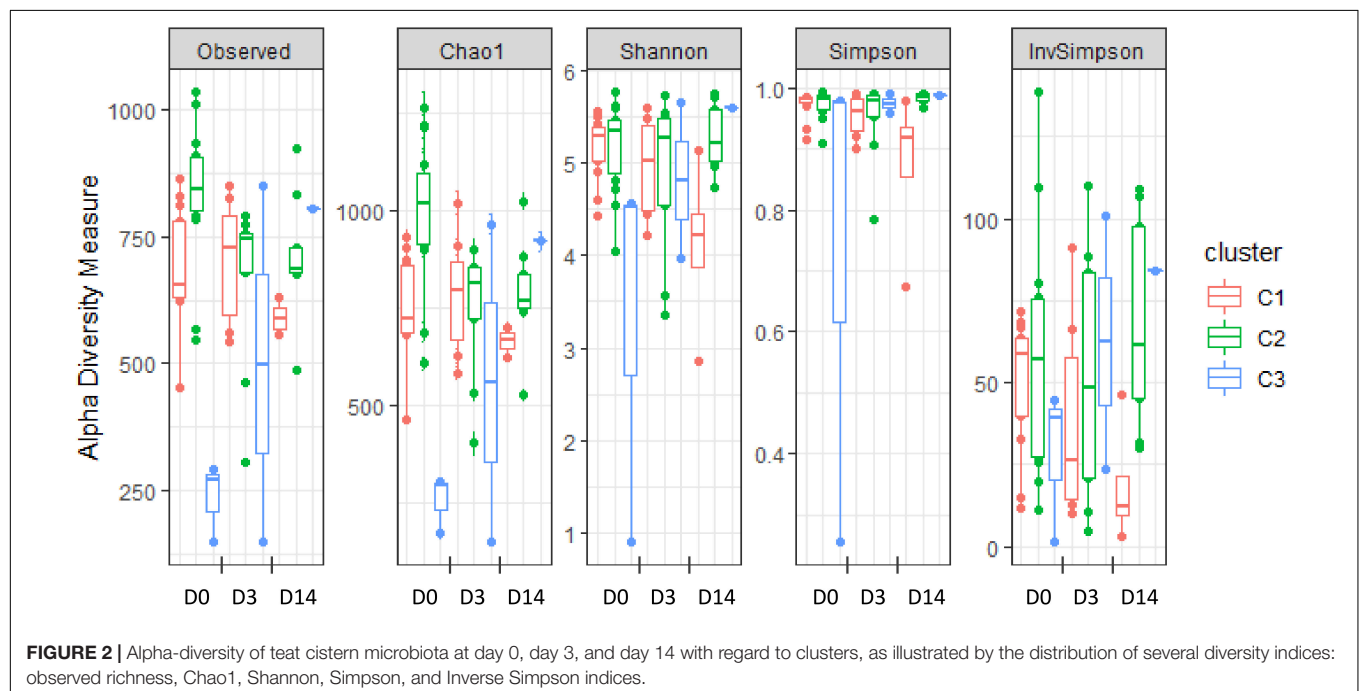 Observed
Chao1
Shannon
Simpson
InvSimpson
Alpha Diversity Measure
1000
750
500
250
1000
500
6
5
4
3
2
1
1.0
0.8
0.6
0.4
100
50
0
D0 D3 D14
D0 D3 D14
D0 D3 D14
D0 D3 D14
D0 D3 D14
cluster
C1
C2
C3
FIGURE 2 | Alpha-diversity of teat cistern microbiota at day 0, day 3, and day 14 with regard to clusters, as illustrated by the distribution of several diversity indices:
observed richness, Chao1, Shannon, Simpson, and Inverse Simpson indices.